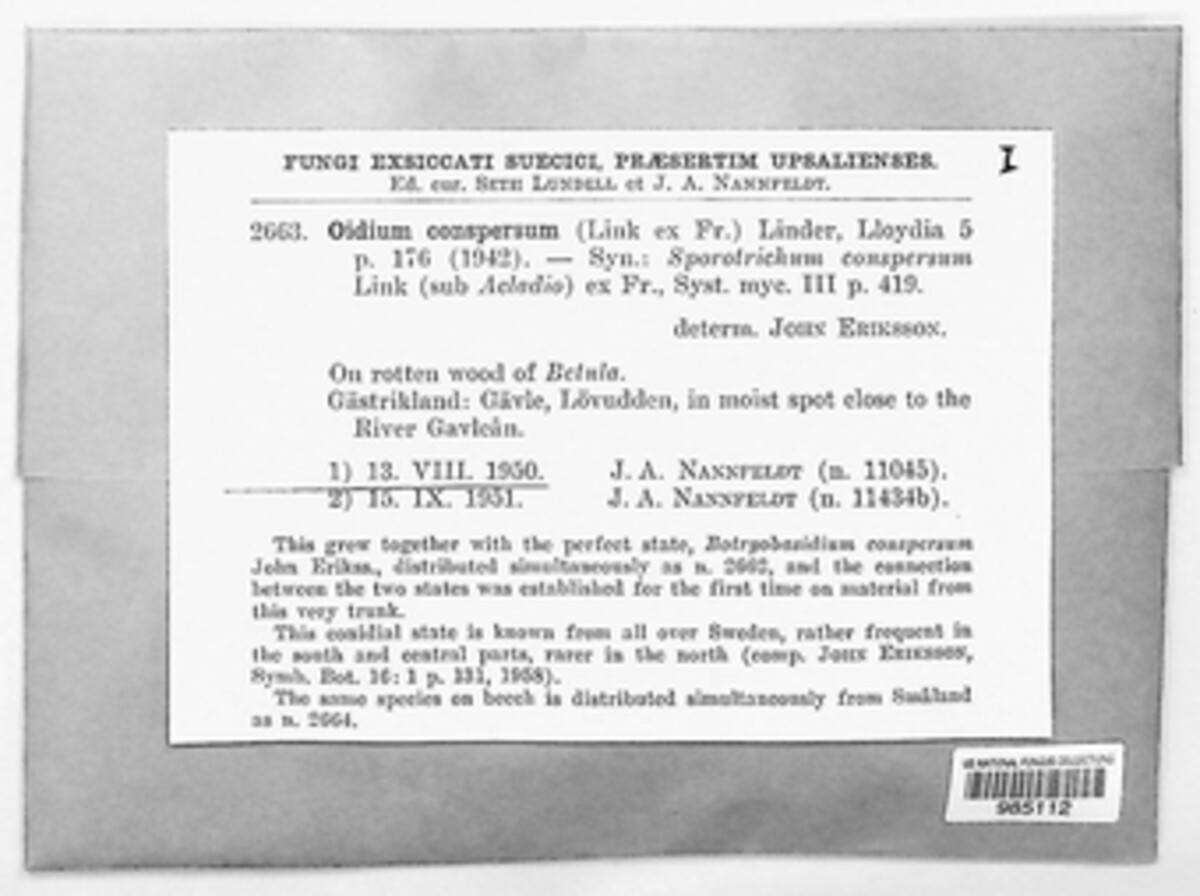 FUNGI EXSICCATI SUECICI, PRÆSERTIM UPSALIENSES.
I
Ed. cur. SETH LUNDELL et J. A. NANNFELDT.
2663. Oidium conspersum (Link ex Fr.) Linder, Lloydia 5
p. 176 (1942). — Syn.: Sporotrichum conspersum
Link (sub Acladio) ex Fr., Syst. myc. III p. 419.
determ. JOHN ERIKSSON.
On rotten wood of Betula.
Gästrikland: Gävle, Lövudden, in moist spot close to the
River Gavleån.
1) 13. VIII. 1950. J. A. NANNFELDT (n. 11045).
2) 15. IX. 1951. J. A. NANNFELDT (n. 11434b).
This grew together with the perfect state, Botryobasidium conspersum
John Erikss., distributed simultaneously as n. 2662, and the connection
between the two states was established for the first time on material from
this very trunk.
This conidial state is known from all over Sweden, rather frequent in
the south and central parts, rarer in the north (comp. JOHN ERIKSSON,
Symb. Bot. 16: 1 p. 131, 1958).
The same species on beech is distributed simultaneously from Småland
as n. 2664.
US NATIONAL FUNGUS COLLECTIONS
985112